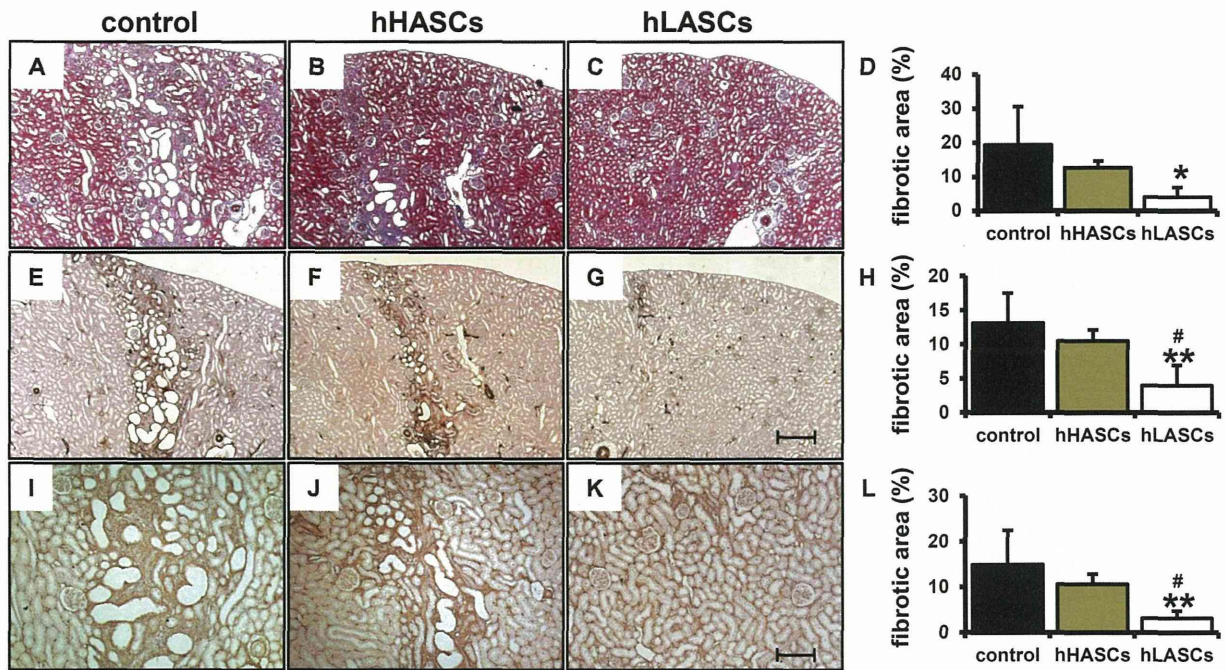 control hHASCs hLASCs
A B C D
fibrotic area (%)
40
30
20
10
0
*
control hHASCs hLASCs
E F G H
fibrotic area (%)
20
15
10
5
0
#
**
control hHASCs hLASCs
I J K L
fibrotic area (%)
30
20
10
0
#
**
control hHASCs hLASCs